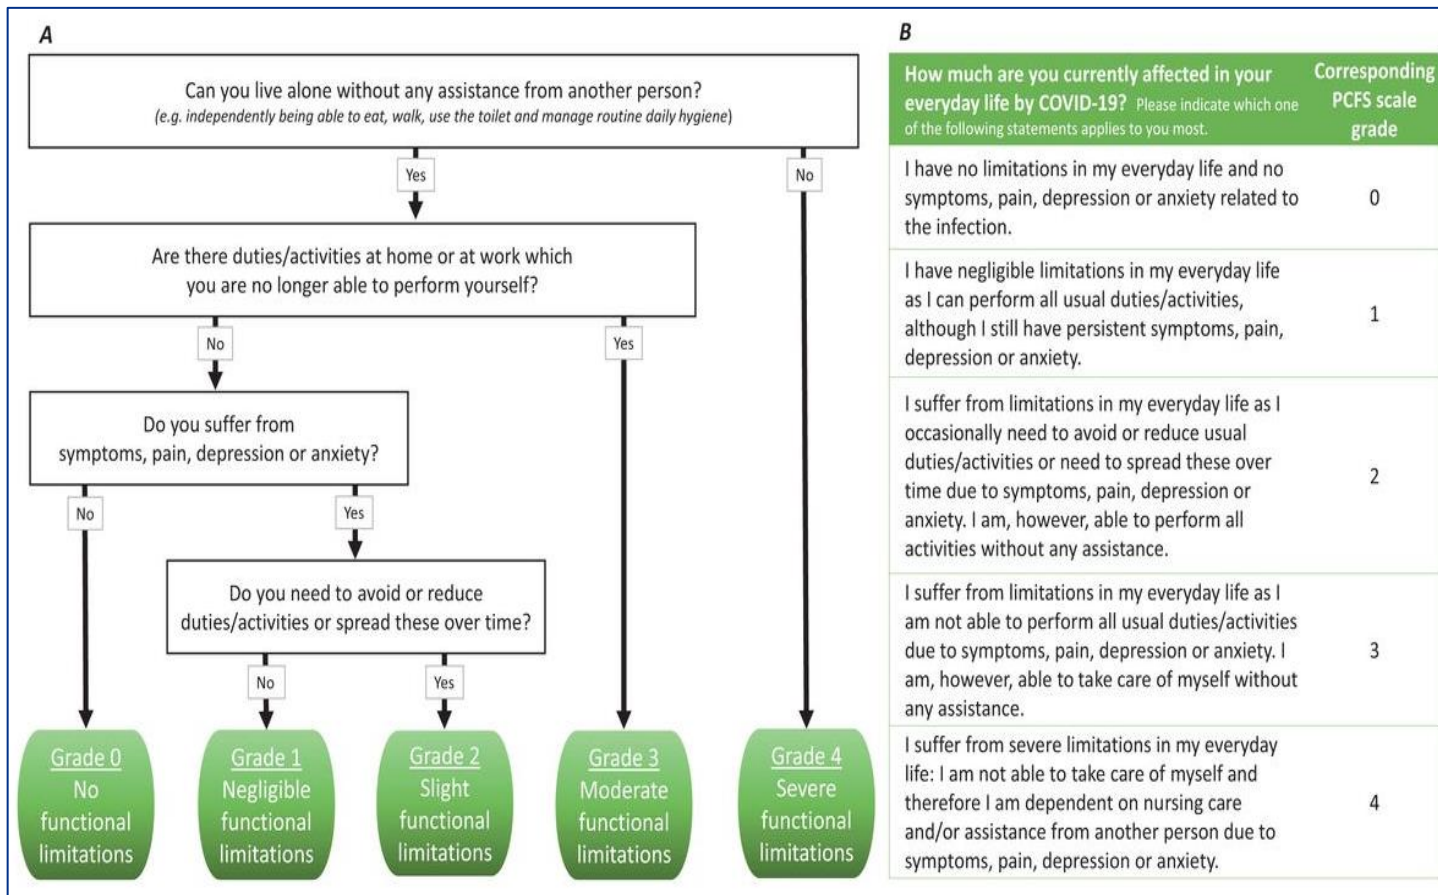 A
Can you live alone without any assistance from another person?
(e.g. independently being able to eat, walk, use the toilet and manage routine daily hygiene)
Yes
No
Are there duties/activities at home or at work which
you are no longer able to perform yourself?
No
Yes
Do you suffer from
symptoms, pain, depression or anxiety?
No
Yes
Do you need to avoid or reduce
duties/activities or spread these over time?
No
Yes
Grade 0
No
functional
limitations
Grade 1
Negligible
functional
limitations
Grade 2
Slight
functional
limitations
Grade 3
Moderate
functional
limitations
Grade 4
Severe
functional
limitations
B
How much are you currently affected in your
everyday life by COVID-19? Please indicate which one
of the following statements applies to you most.
Corresponding
PCFS scale
grade
I have no limitations in my everyday life and no
symptoms, pain, depression or anxiety related to
the infection.
0
I have negligible limitations in my everyday life
as I can perform all usual duties/activities,
although I still have persistent symptoms, pain,
depression or anxiety.
1
I suffer from limitations in my everyday life as I
occasionally need to avoid or reduce usual
duties/activities or need to spread these over
time due to symptoms, pain, depression or
anxiety. I am, however, able to perform all
activities without any assistance.
2
I suffer from limitations in my everyday life as I
am not able to perform all usual duties/activities
due to symptoms, pain, depression or anxiety. I
am, however, able to take care of myself without
any assistance.
3
I suffer from severe limitations in my everyday
life: I am not able to take care of myself and
therefore I am dependent on nursing care
and/or assistance from another person due to
symptoms, pain, depression or anxiety.
4